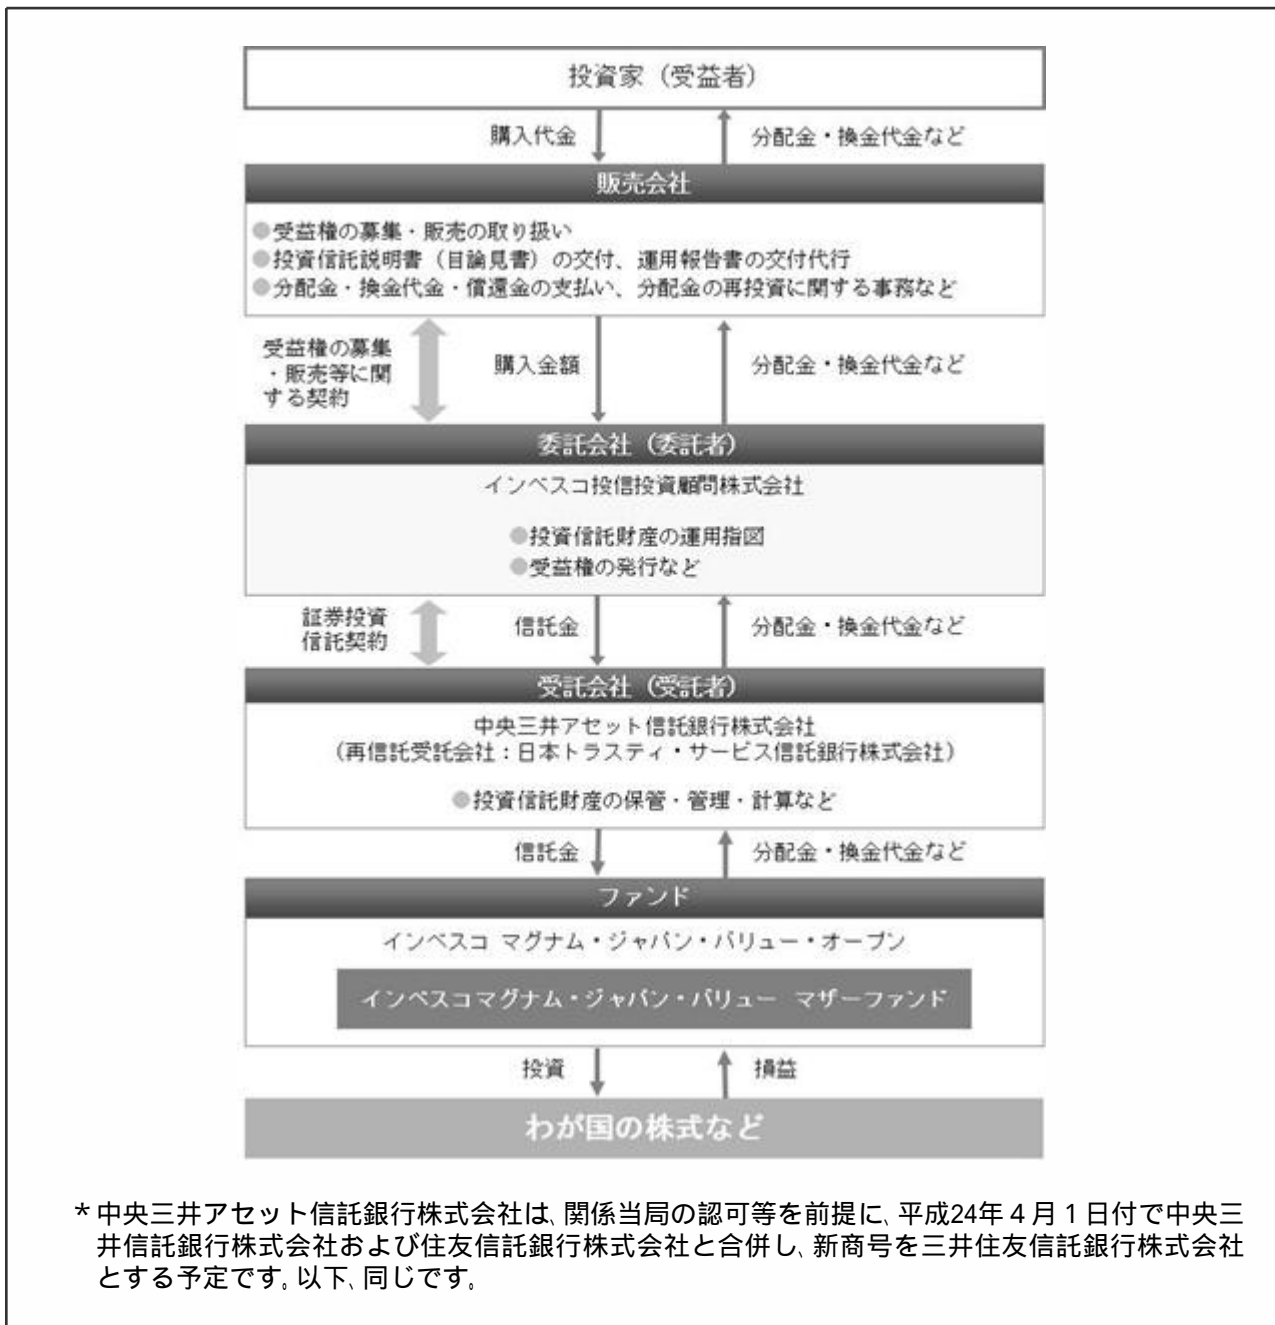 投資家（受益者）
購入代金
分配金・換金代金など
販売会社
●受益権の募集・販売の取り扱い
●投資信託説明書（目論見書）の交付、運用報告書の交付代行
●分配金・換金代金・償還金の支払い、分配金の再投資に関する事務など
受益権の募集
・販売等に関
する契約
購入金額
分配金・換金代金など
委託会社（委託者）
インベスコ投信投資顧問株式会社
●投資信託財産の運用指図
●受益権の発行など
証券投資
信託契約
信託金
分配金・換金代金など
受託会社（受託者）
中央三井アセット信託銀行株式会社
（再信託受託会社：日本トラスティ・サービス信託銀行株式会社）
●投資信託財産の保管・管理・計算など
信託金
分配金・換金代金など
ファンド
インベスコ マグナム・ジャパン・バリュー・オープン
インベスコマグナム・ジャパン・バリュー マザーファンド
投資
損益
わが国の株式など
＊中央三井アセット信託銀行株式会社は、関係当局の認可等を前提に、平成24年４月１日付で中央三
井信託銀行株式会社および住友信託銀行株式会社と合併し、新商号を三井住友信託銀行株式会社
とする予定です。以下、同じです。